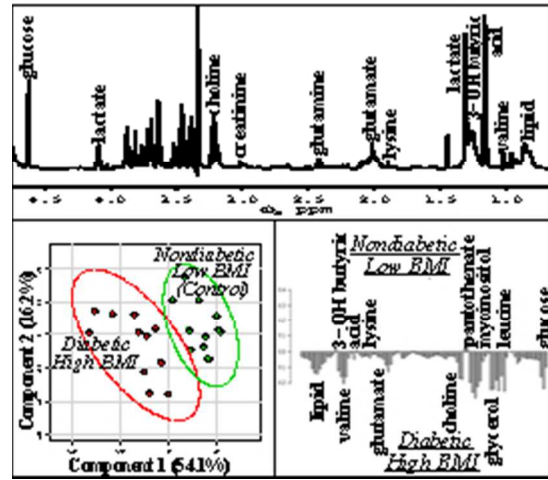 glucose
lactate
choline
creatinine
glutamine
glutamate
lysine
lactate
3-OH butyric
acid
valine
lipid
ppm
Nondiabetic
Low BMI
(Control)
Diabetic
High BMI
Component 2 (16.2%)
Component 1 (54.1%)
Nondiabetic
Low BMI
3-OH butyric
acid
lysine
pantothenate
myoinositol
leucine
glucose
lipid
valine
glutamate
choline
glycerol
Diabetic
High BMI